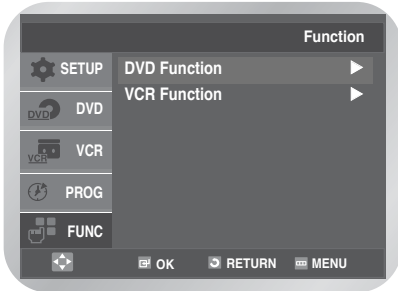 Function
SETUP
DVD Function ►
VCR Function ►
DVD DVD
VCR VCR
PROG
FUNC
OK RETURN MENU